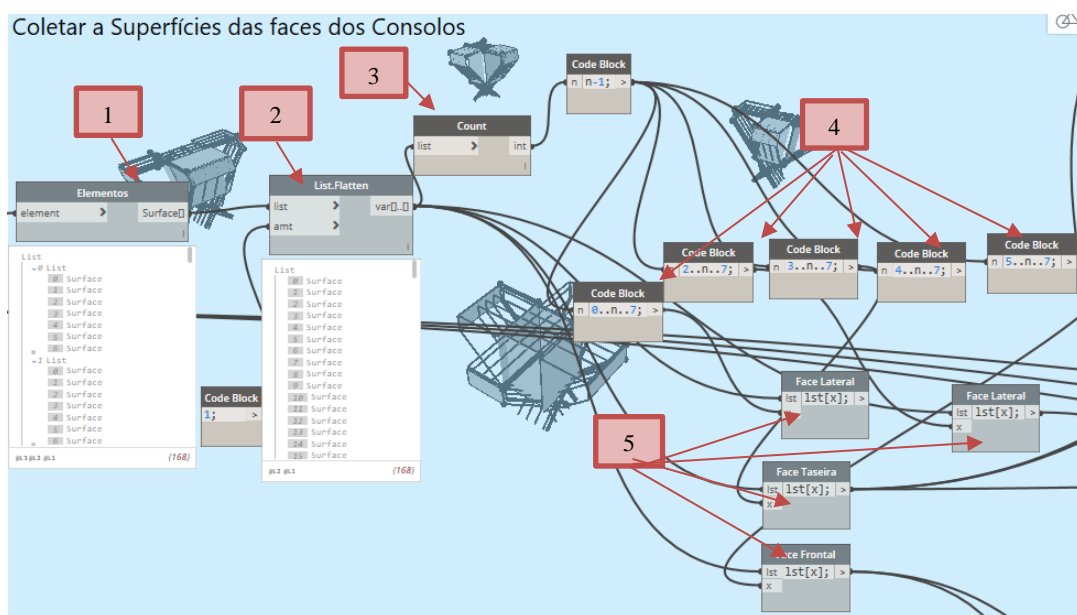 Coletar a Superfícies das faces dos Consolos
1
2
3
4
5
Elementos
element > Surface[]
l
List
0 List
0 Surface
1 Surface
2 Surface
3 Surface
4 Surface
5 Surface
6 Surface
1 List
0 Surface
1 Surface
2 Surface
3 Surface
4 Surface
5 Surface
6 Surface
@L3 @L2 @L1 {168}
Code Block
1; >
List.Flatten
list > var[]..[]
amt >
l
List
0 Surface
1 Surface
2 Surface
3 Surface
4 Surface
5 Surface
6 Surface
7 Surface
8 Surface
9 Surface
10 Surface
11 Surface
12 Surface
13 Surface
14 Surface
15 Surface
@L2 @L1 {168}
Count
list > int
l
Code Block
n n-1; >
Code Block
n 0..n..7; >
Code Block
2..n..7; >
Code Block
3..n..7; >
Code Block
n 4..n..7; >
Code Block
n 5..n..7; >
Face Lateral
lst lst[x]; >
Face Lateral
lst lst[x]; >
x
Face Taseira
lst lst[x]; >
x
Face Frontal
lst lst[x]; >
x